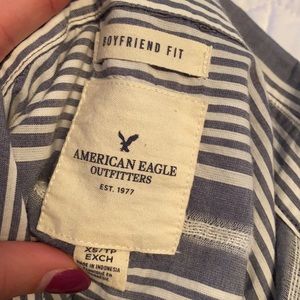 BOYFRIEND FIT
AMERICAN EAGLE
OUTFITTERS
EST. 1977
XS/TP
EXCH
MADE IN INDONESIA